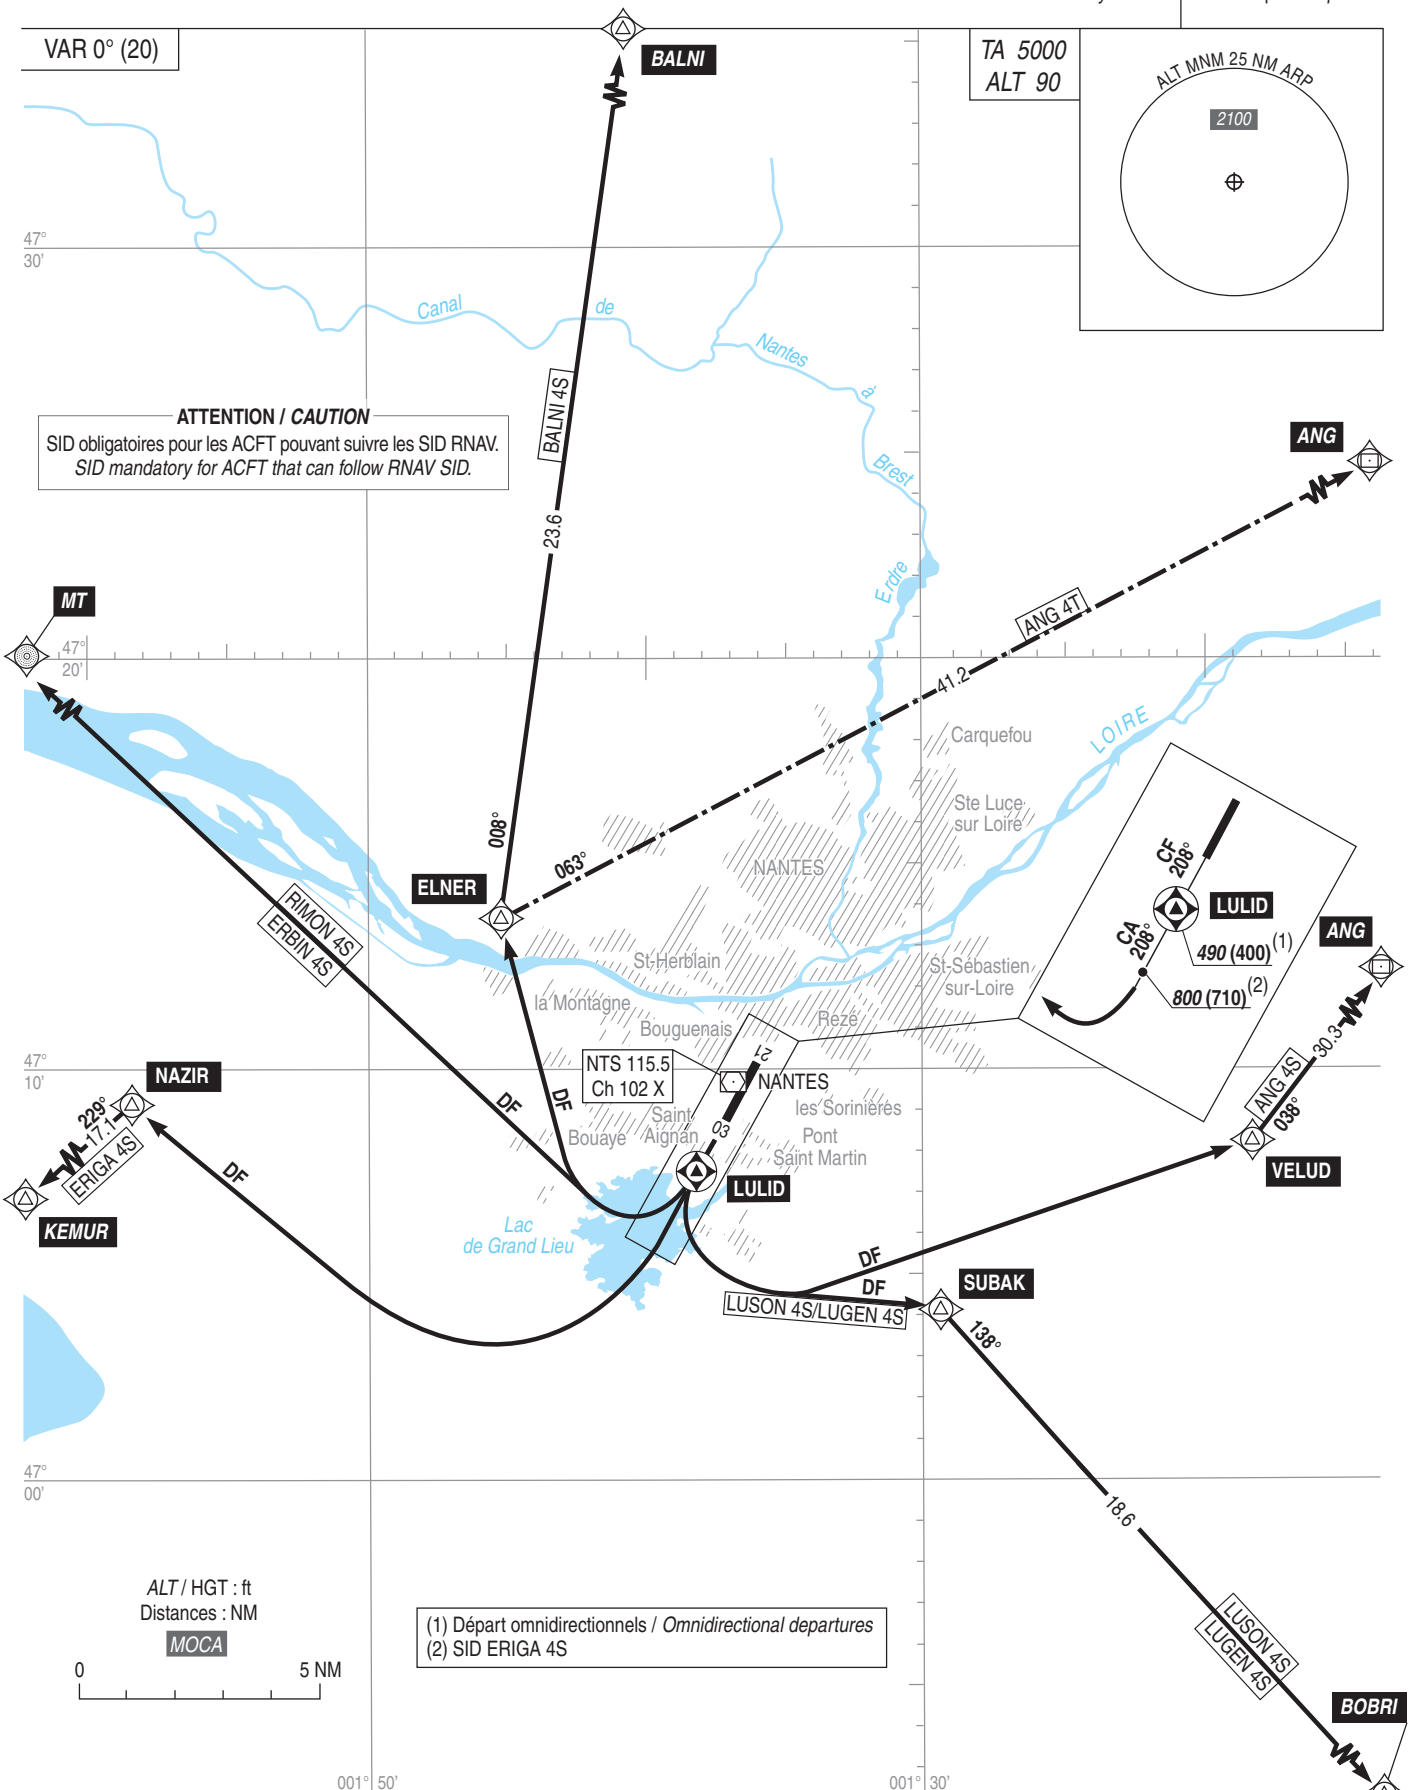 VAR 0° (20)
BALNI
TA 5000
ALT 90
ALT MNM 25 NM ARP
2100
47°
30'
Canal
de
Nantes
à
Brest
Erdre
BALNI 4S
23.6
ATTENTION / CAUTION
SID obligatoires pour les ACFT pouvant suivre les SID RNAV.
SID mandatory for ACFT that can follow RNAV SID.
ANG
MT
47°
20'
ANG 4T
41.2
LOIRE
Carquefou
Ste Luce
sur Loire
NANTES
008°
063°
ELNER
RIMON 4S
ERBIN 4S
St-Herblain
la Montagne
Bouguenais
Rezé
St-Sébastien
sur-Loire
CF
208°
LULID
CA
208°
490 (400)(1)
800 (710)(2)
ANG
30.3
ANG 4S
038°
VELUD
47°
10'
NAZIR
229°
17.1
ERIGA 4S
KEMUR
DF
DF
DF
NTS 115.5
Ch 102 X
21
NANTES
03
Saint
Aignan
Bouaye
les Sorinières
Pont
Saint Martin
LULID
Lac
de Grand Lieu
DF
DF
LUSON 4S/LUGEN 4S
SUBAK
138°
18.6
47°
00'
LUSON 4S
LUGEN 4S
BOBRI
ALT / HGT : ft
Distances : NM
MOCA
0
5 NM
(1) Départ omnidirectionnels / Omnidirectional departures
(2) SID ERIGA 4S
001° 50'
001° 30'